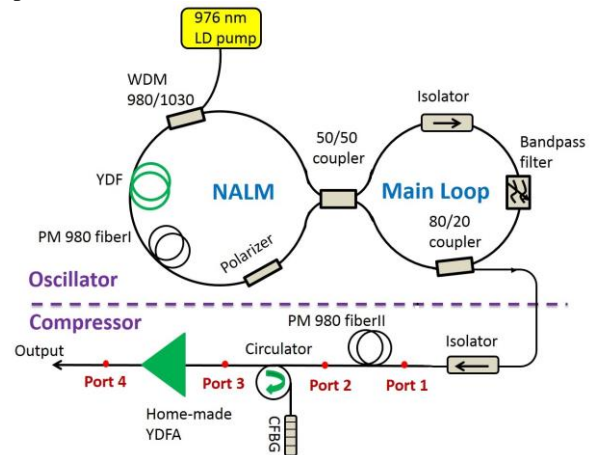 976 nm
LD pump
WDM
980/1030
Isolator
50/50
coupler
Bandpass
filter
YDF
NALM
Main Loop
80/20
coupler
PM 980 fiberI
Polarizer
Oscillator
Compressor
PM 980 fiberII
Isolator
Circulator
Output
Port 4
Port 3
Port 2
Port 1
Home-made
YDFA
CFBG